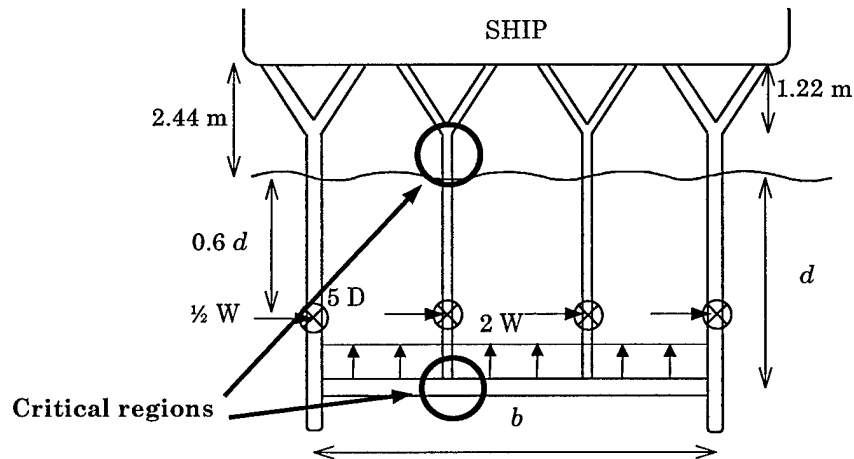 SHIP
1.22 m
2.44 m
0.6 d
d
5 D
½ W
2 W
Critical regions
b